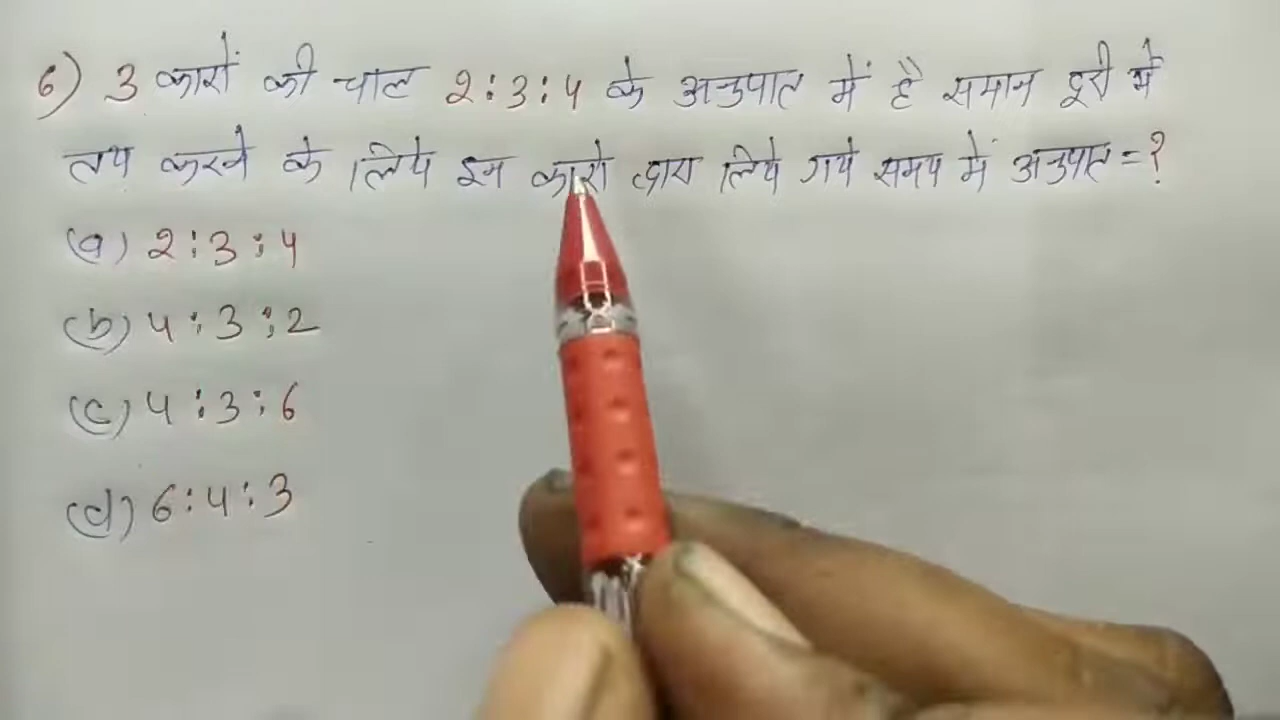 6) 3 कारों की चाल 2:3:4 के अनुपात में है समान दूरी मे
तय करने के लिये इन कारो द्वारा लिये गये समय में अनुपात = ?
(a) 2:3:4
(b) 4:3:2
(c) 4:3:6
(d) 6:4:3